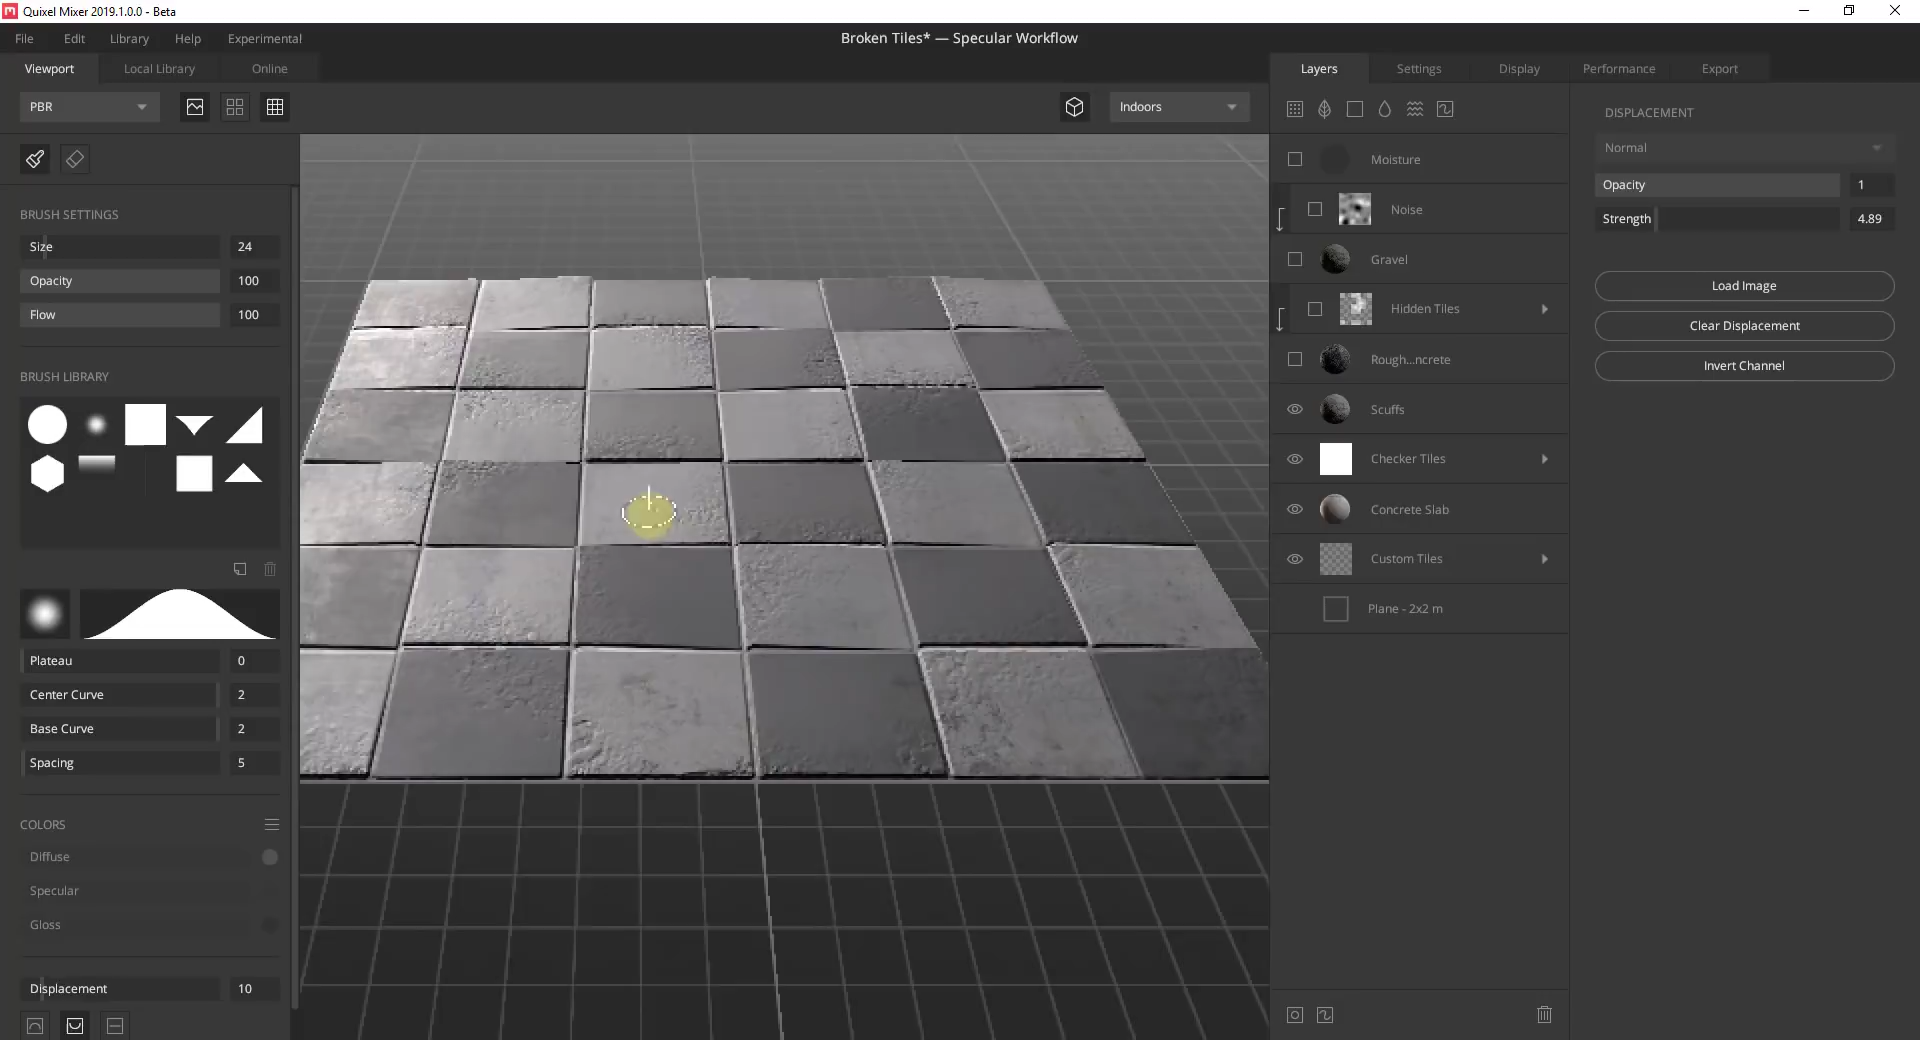 Quixel Mixer 2019.1.0.0 - Beta
File Edit Library Help Experimental
Broken Tiles* — Specular Workflow
Viewport Local Library Online
Layers Settings Display Performance Export
PBR
Indoors
BRUSH SETTINGS
Size 24
Opacity 100
Flow 100
BRUSH LIBRARY
Plateau 0
Center Curve 2
Base Curve 2
Spacing 5
COLORS
Diffuse
Specular
Gloss
Displacement 10
Moisture
Noise
Gravel
Hidden Tiles
Rough...ncrete
Scuffs
Checker Tiles
Concrete Slab
Custom Tiles
Plane - 2x2 m
DISPLACEMENT
Normal
Opacity 1
Strength 4.89
Load Image
Clear Displacement
Invert Channel